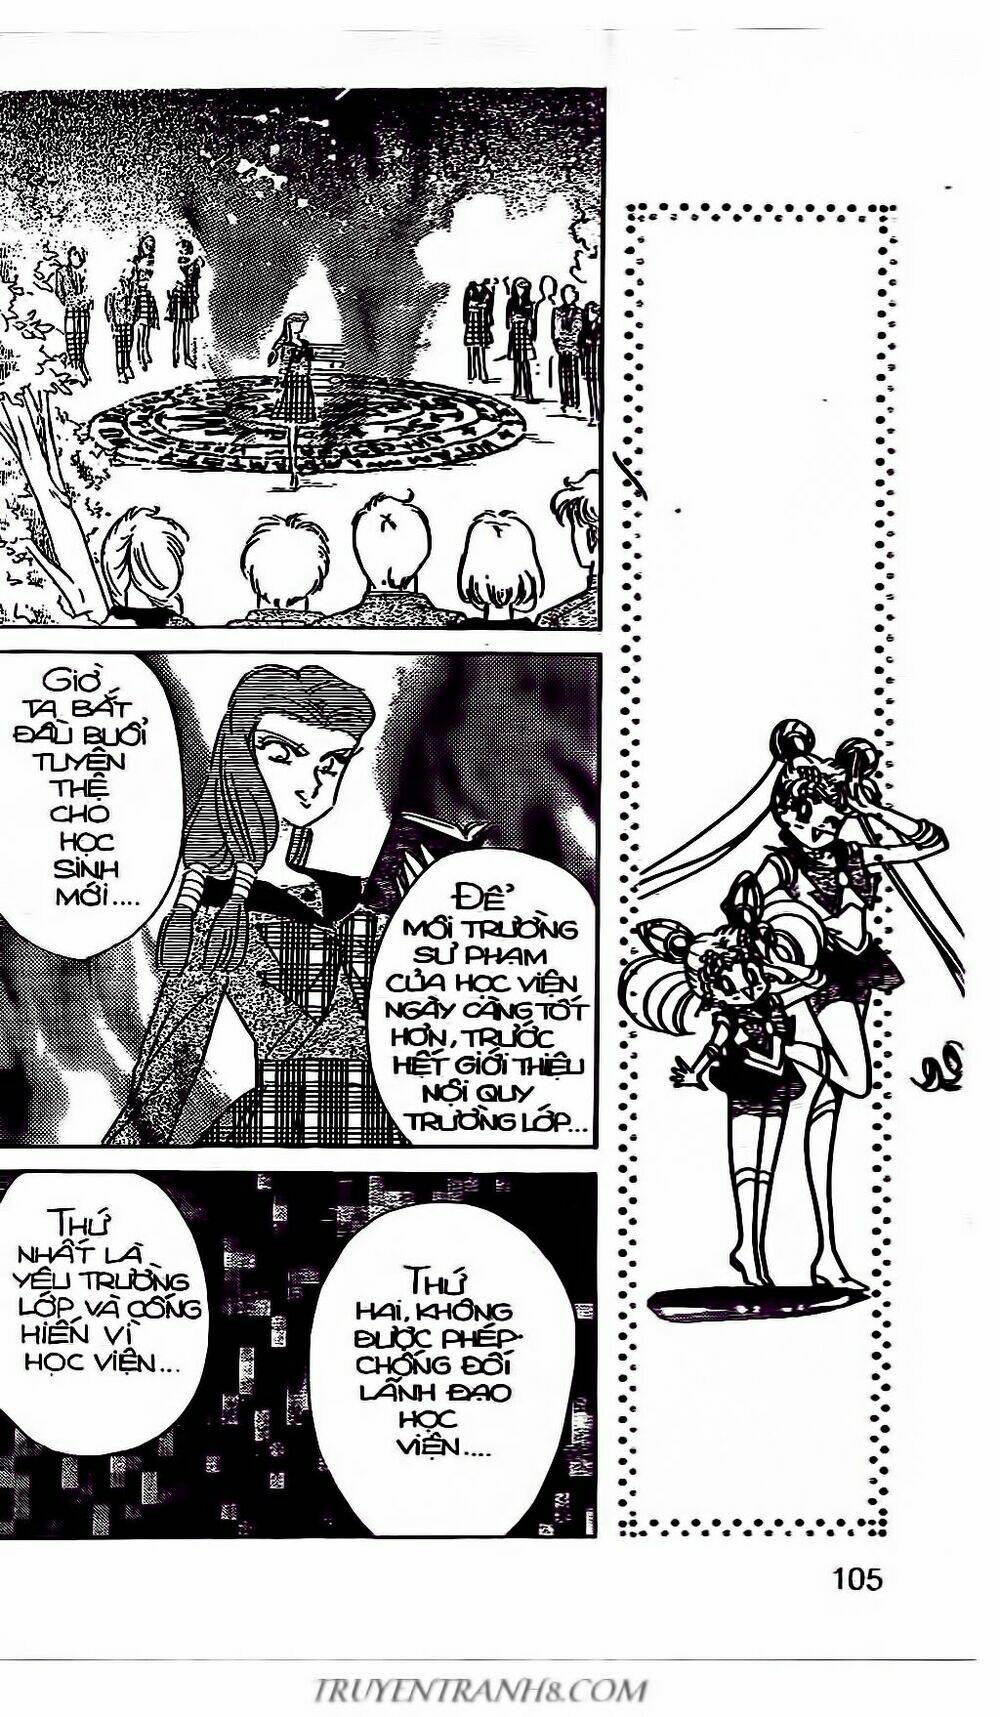 GIỜ
TA BẮT
ĐẦU BUỔI
TUYÊN
THỆ
CHO
HỌC
SINH
MỚI....
ĐỂ
MÔI TRƯỜNG
SƯ PHẠM
CỦA HỌC VIỆN
NGÀY CÀNG TỐT
HƠN, TRƯỚC
HẾT GIỚI THIỆU
NỘI QUY
TRƯỜNG LỚP...
THỨ
NHẤT LÀ
YÊU TRƯỜNG
LỚP VÀ CỐNG
HIẾN VÌ
HỌC VIỆN...
THỨ
HAI, KHÔNG
ĐƯỢC PHÉP
CHỐNG ĐỐI
LÃNH ĐẠO
HỌC
VIỆN....
105
TRUYENTRANH8.COM